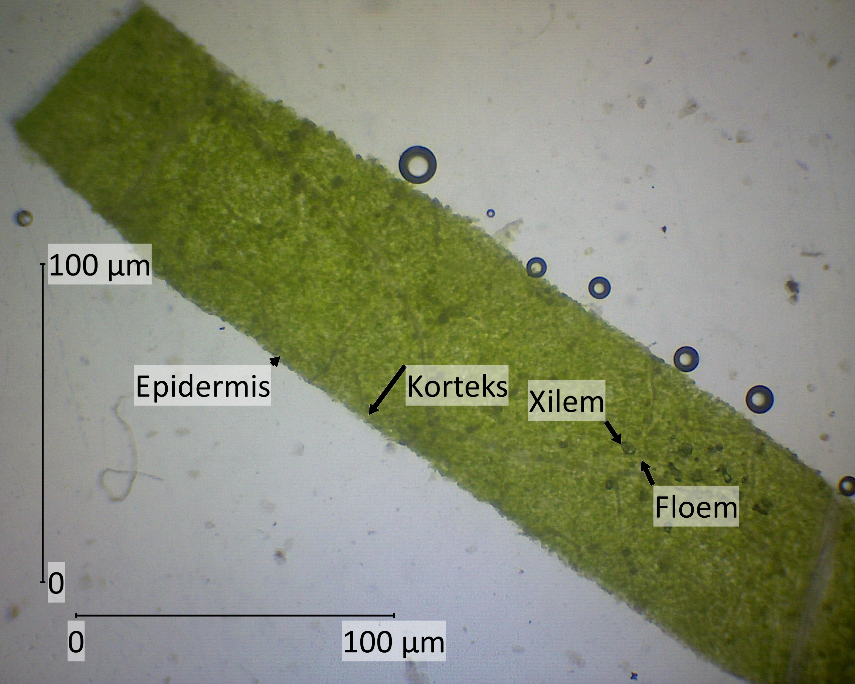 100 µm
Epidermis
Korteks
Xilem
Floem
0
0
100 µm